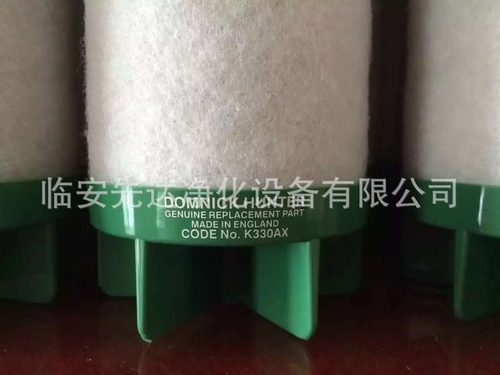 临安先达净化设备有限公司
DOMNICK HUNTER
GENUINE REPLACEMENT PART
MADE IN ENGLAND
CODE No. K330AX